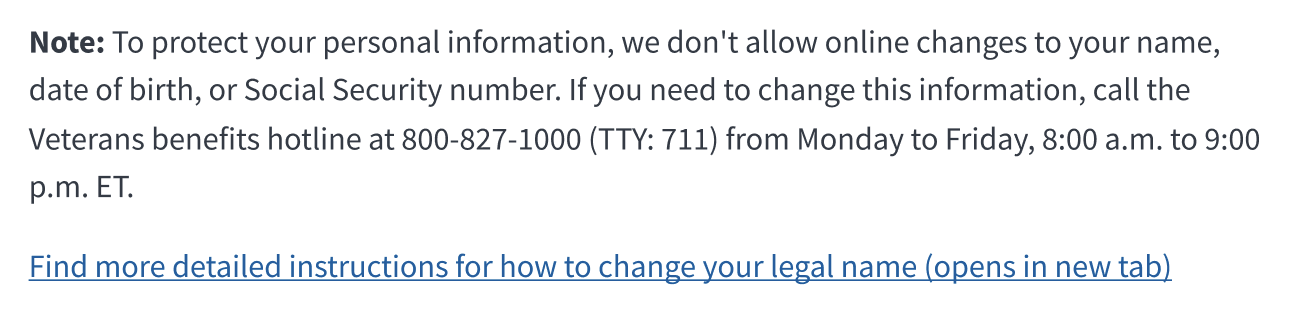 Note: To protect your personal information, we don't allow online changes to your name,
date of birth, or Social Security number. If you need to change this information, call the
Veterans benefits hotline at 800-827-1000 (TTY: 711) from Monday to Friday, 8:00 a.m. to 9:00
p.m. ET.
Find more detailed instructions for how to change your legal name (opens in new tab)